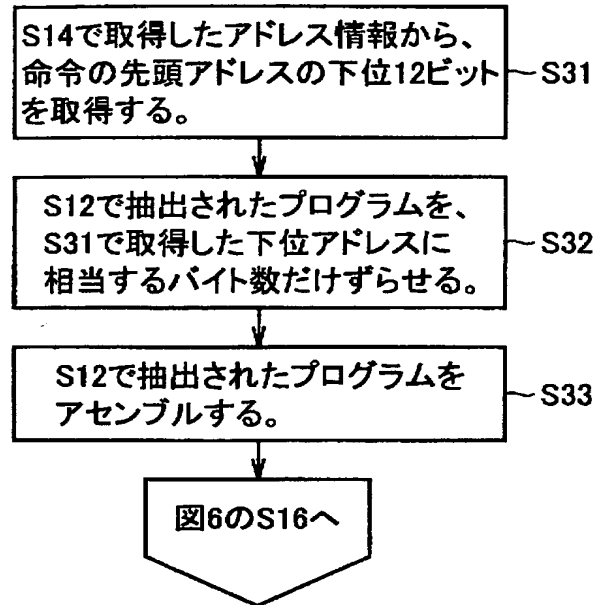 S14で取得したアドレス情報から、
命令の先頭アドレスの下位12ビット
を取得する。
S31
S12で抽出されたプログラムを、
S31で取得した下位アドレスに
相当するバイト数だけずらせる。
S32
S12で抽出されたプログラムを
アセンブルする。
S33
図6のS16へ